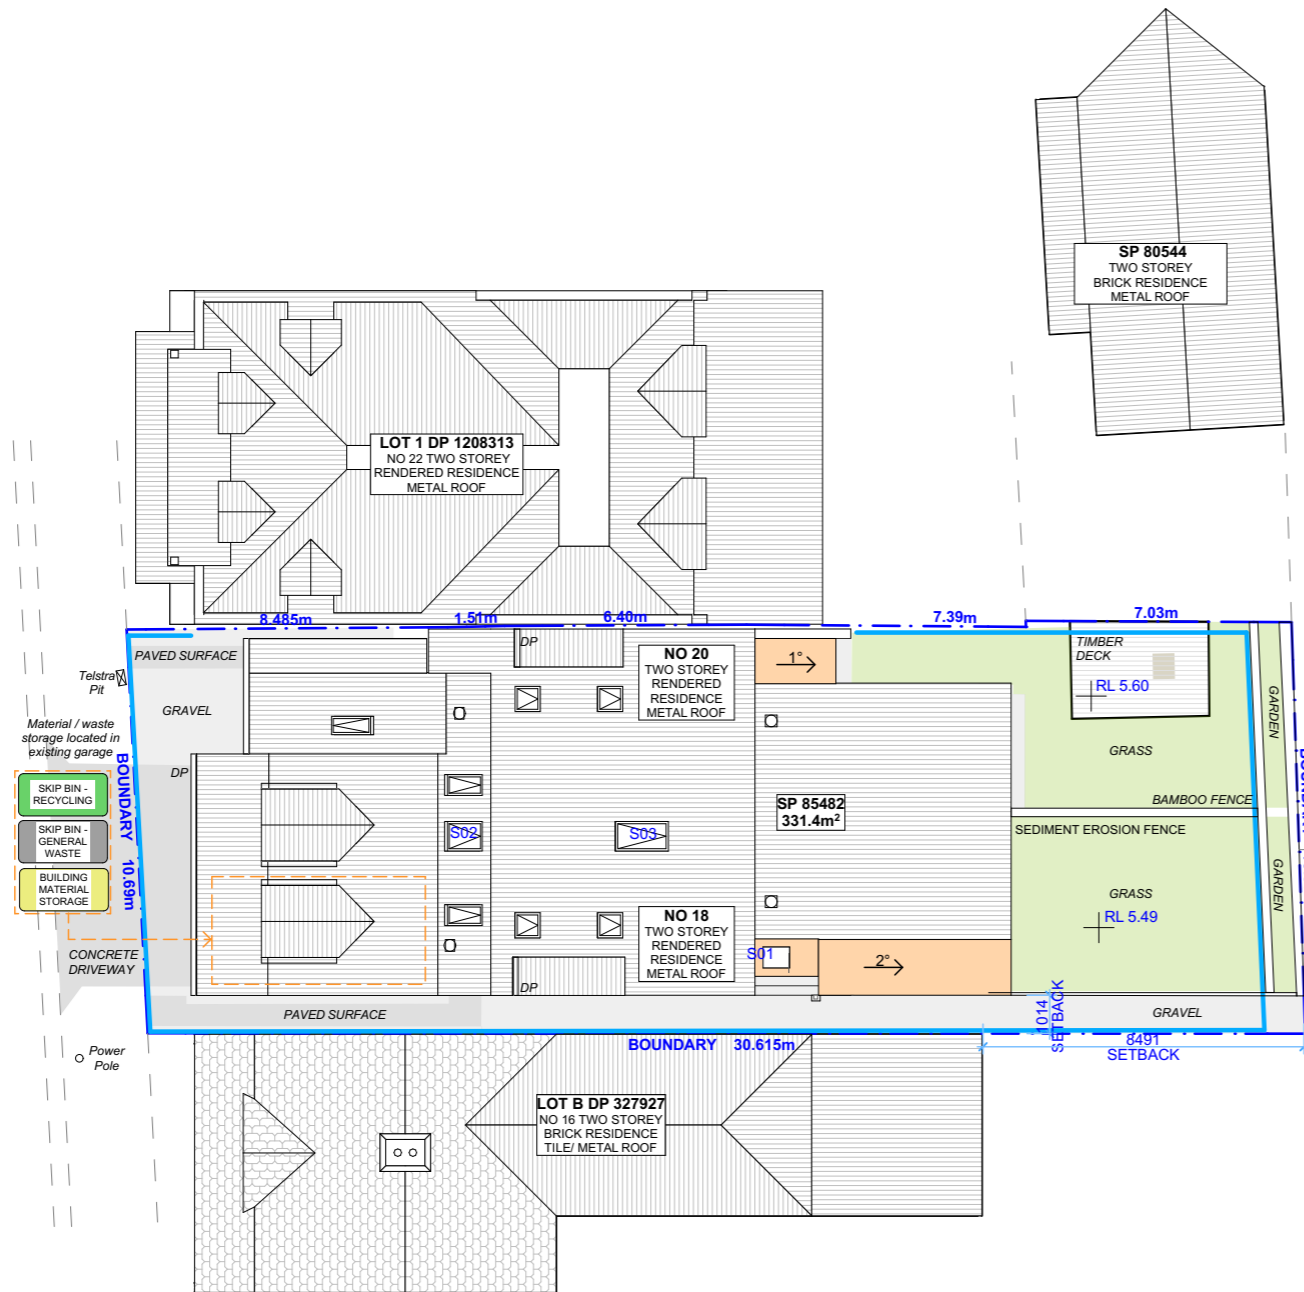 SP 80544
TWO STOREY
BRICK RESIDENCE
METAL ROOF
LOT 1 DP 1208313
NO 22 TWO STOREY
RENDERED RESIDENCE
METAL ROOF
8.485m
1.51m
6.40m
7.39m
7.03m
PAVED SURFACE
Telstra
Pit
GRAVEL
Material / waste
storage located in
existing garage
DP
SKIP BIN -
RECYCLING
SKIP BIN -
GENERAL
WASTE
BUILDING
MATERIAL
STORAGE
BOUNDARY 10.69m
CONCRETE
DRIVEWAY
DP
NO 20
TWO STOREY
RENDERED
RESIDENCE
METAL ROOF
1°
TIMBER
DECK
RL 5.60
GARDEN
GRASS
BAMBOO FENCE
SEDIMENT EROSION FENCE
SP 85482
331.4m²
S02
S03
GRASS
RL 5.49
GARDEN
NO 18
TWO STOREY
RENDERED
RESIDENCE
METAL ROOF
S01
2°
DP
PAVED SURFACE
GRAVEL
1014
SETBACK
8491
SETBACK
BOUNDARY 30.615m
Power
Pole
LOT B DP 327927
NO 16 TWO STOREY
BRICK RESIDENCE
TILE/ METAL ROOF